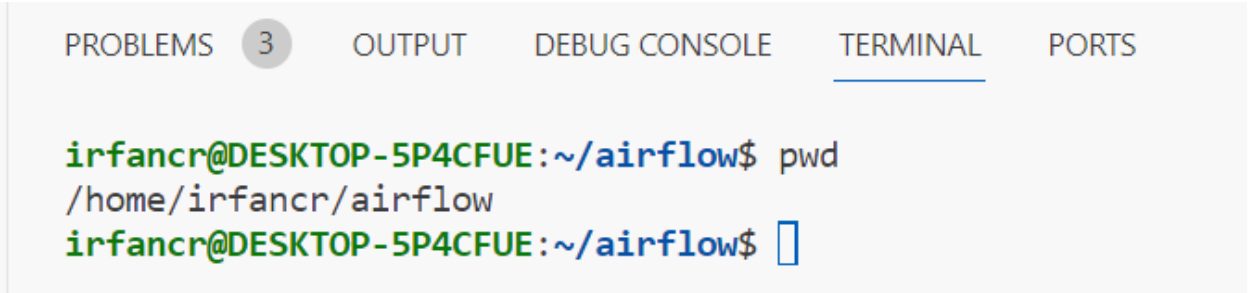 PROBLEMS 3 OUTPUT DEBUG CONSOLE TERMINAL PORTS
irfancr@DESKTOP-5P4CFUE:~/airflow$ pwd
/home/irfancr/airflow
irfancr@DESKTOP-5P4CFUE:~/airflow$